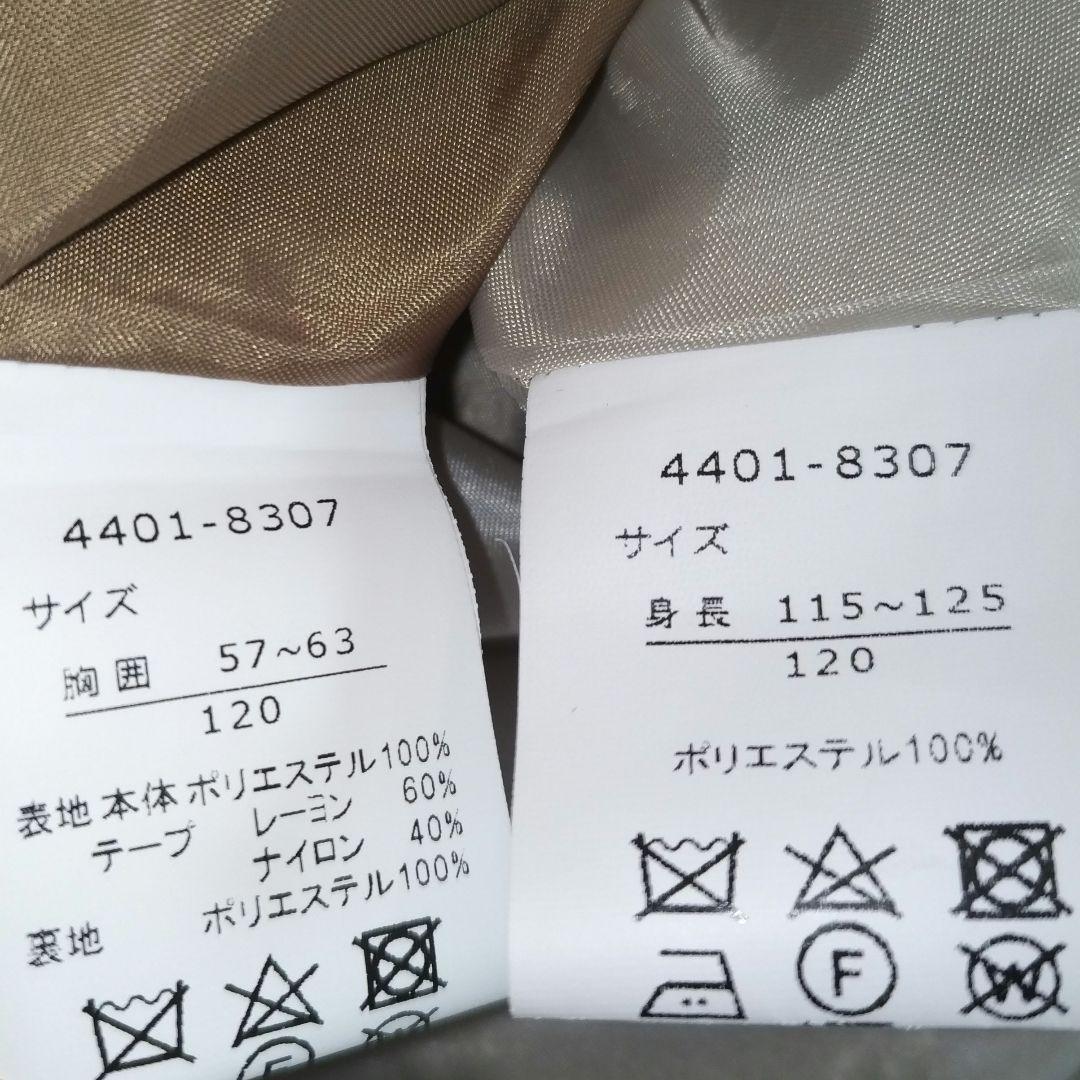 4401-8307
サイズ
胸囲 57~63
120
表地 本体 ポリエステル100%
テープ レーヨン 60%
ナイロン 40%
裏地 ポリエステル100%
4401-8307
サイズ
身長 115~125
120
ポリエステル100%
F
W